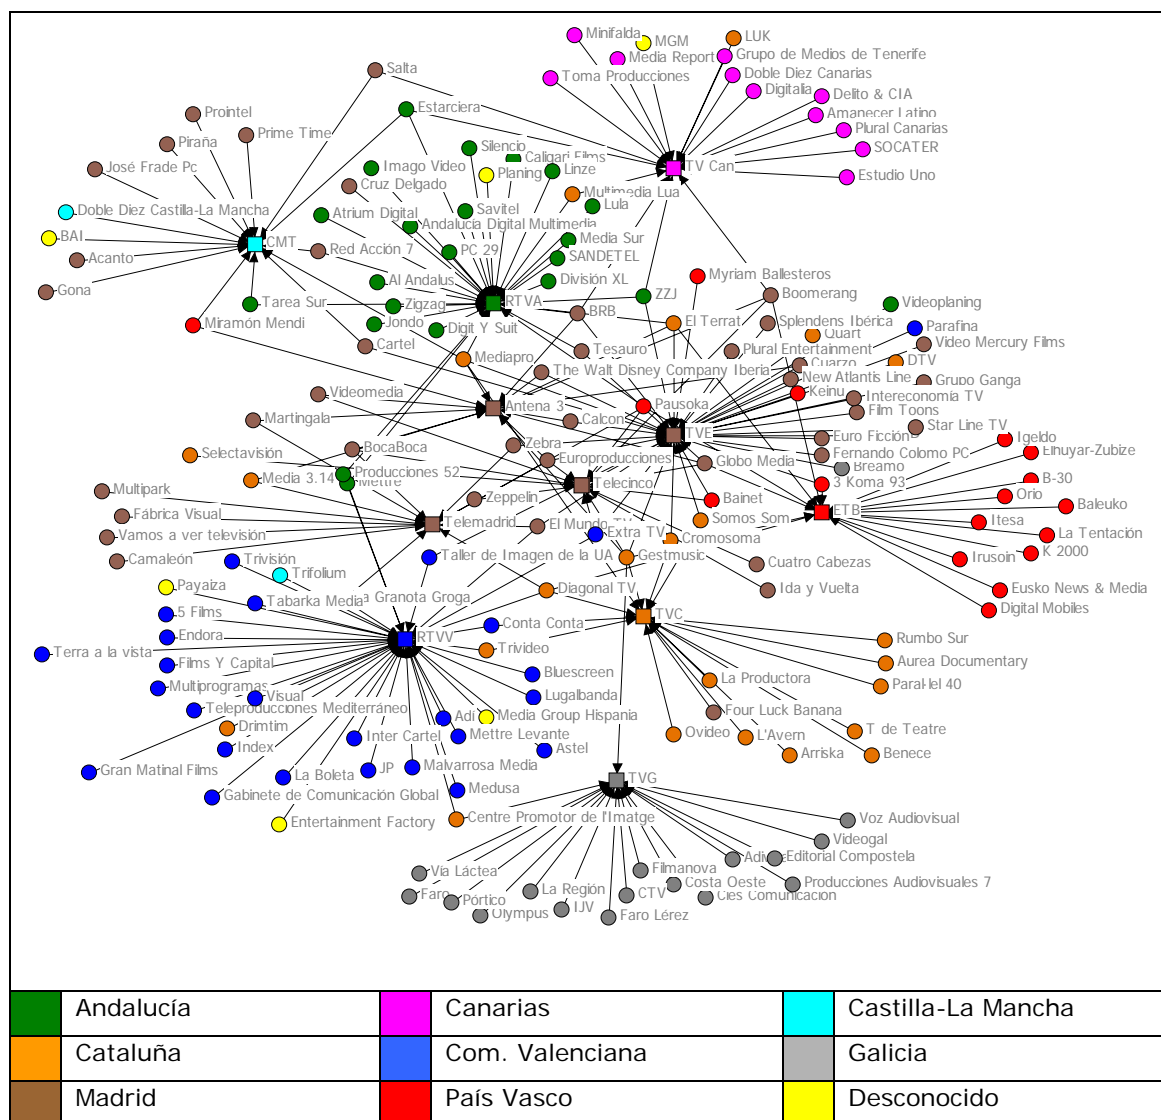 Minifalda
MGM
LUK
Media Report
Grupo de Medios de Tenerife
Salta
Toma Producciones
Doble Diez Canarias
Digitalia
Delito & CIA
Estarciera
Amanecer Latino
Prointel
Plural Canarias
Prime Time
Piraña
Silencio
SOCATER
Caligari Films
José Frade Pc
Imago Video
Linze
TV Can
Planing
Estudio Uno
Cruz Delgado
Multimedia Lua
Lula
Doble Diez Castilla-La Mancha
Atrium Digital
Savitel
Andalucía Digital Multimedia
BAI
CMT
Media Sur
Red Acción 7
PC 29
SANDETEL
Acanto
Myriam Ballesteros
Al Andalus
División XL
Gona
ZZJ
Boomerang
Tarea Sur
Zigzag
RTVA
Videoplaning
BRB
Miramón Mendi
Jondo
Digit Y Suit
El Terrat
Splendens Ibérica
Parafina
Quart
Cartel
Tesauro
Plural Entertainment
Video Mercury Films
Mediapro
Cuarzo
DTV
The Walt Disney Company Iberia
New Atlantis Line
Grupo Ganga
Videomedia
Keinu
Intereconomía TV
Antena 3
Pausoka
Film Toons
Martingala
Calcon
Star Line TV
TVE
Euro Ficción
Igeldo
BocaBoca
Zebra
Selectavisión
Europroducciones
Fernando Colomo PC
Elhuyar-Zubize
Globo Media
Breamo
Producciones 52
Media 3.14
Mettre
Telecinco
3 Koma 93
B-30
Multipark
Zeppelin
Bainet
Orio
Baleuko
Fábrica Visual
ETB
Telemadrid
El Mundo TV
Somos Som
Itesa
Vamos a ver televisión
Extra TV
La Tentación
Cromosoma
Camaleón
Trivisión
Taller de Imagen de la UA
Gestmusic
Cuatro Cabezas
Irusoin
K 2000
Trifolium
Payaiza
Diagonal TV
Ida y Vuelta
Eusko News & Media
Tabarka Media
a Granota Groga
Digital Mobiles
5 Films
TVC
Conta Conta
Endora
RTVV
Rumbo Sur
Terra a la vista
Trivideo
Films Y Capital
Aurea Documentary
Bluescreen
La Productora
Multiprogramas
Paral·lel 40
Visual
Lugalbanda
Teleproducciones Mediterráneo
Four Luck Banana
Adi
Media Group Hispania
Drimtim
T de Teatre
Inter Cartel
Mettre Levante
Ovideo
L'Avern
Index
Astel
Arriska
Benece
Gran Matinal Films
La Boleta
JP
Malvarrosa Media
TVG
Medusa
Gabinete de Comunicación Global
Entertainment Factory
Centre Promotor de l'Imatge
Voz Audiovisual
Videogal
Editorial Compostela
Vía Láctea
Filmanova
Costa Oeste
Producciones Audiovisuales 7
Faro
La Región
CTV
Cíes Comunicación
Pórtico
Olympus
IJV
Faro Lérez
Andalucía
Canarias
Castilla-La Mancha
Cataluña
Com. Valenciana
Galicia
Madrid
País Vasco
Desconocido